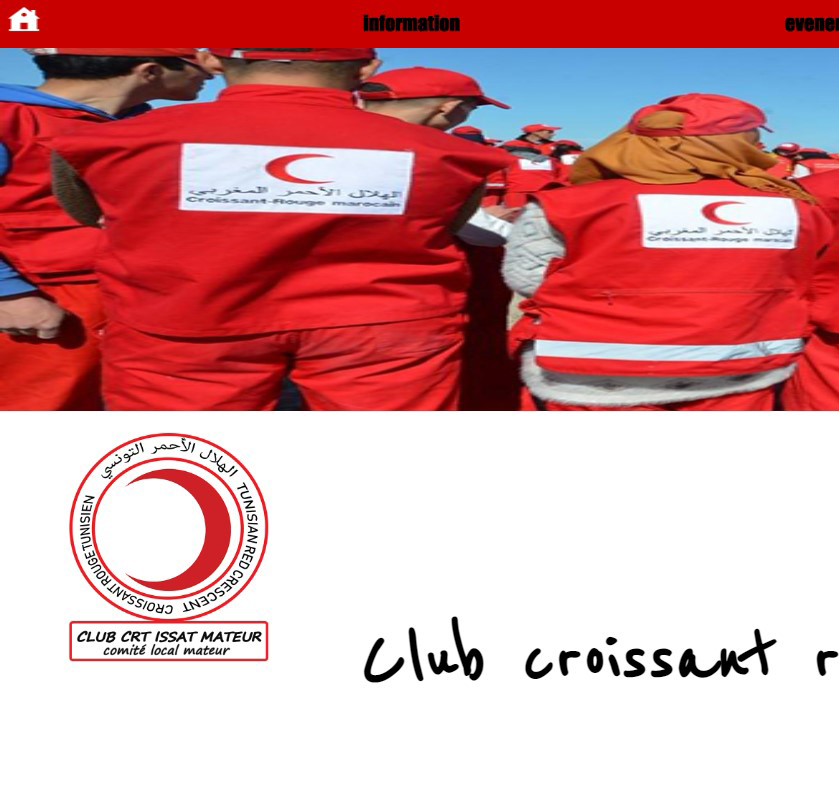 information
الهلال الأحمر المغربي
Croissant-Rouge marocain
الهلال الأحمر المغربي
Croissant-Rouge marocain
الهلال الأحمر التونسي
TUNISIAN RED CRESCENT
CROISSANT ROUGE TUNISIEN
CLUB CRT ISSAT MATEUR
comité local mateur
Club croissant r